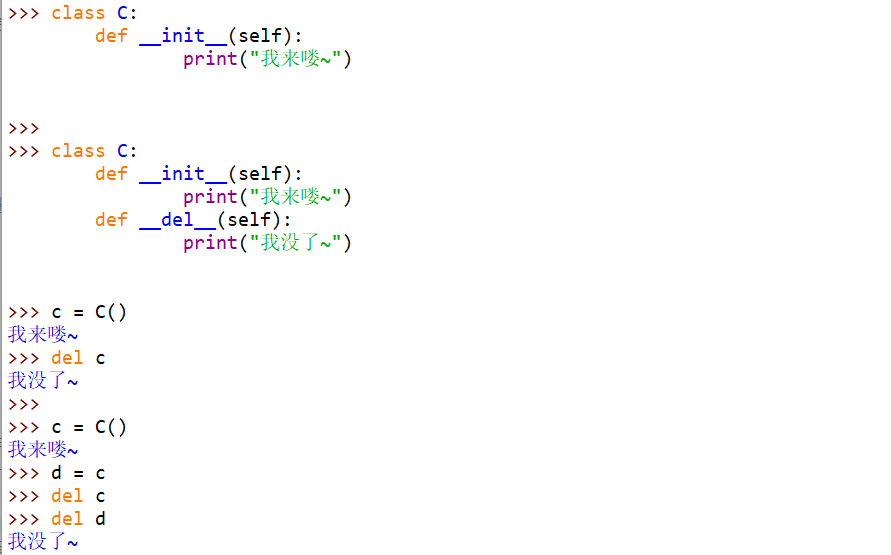 >>> class C:
        def __init__(self):
                print("我来喽~")
>>>
>>> class C:
        def __init__(self):
                print("我来喽~")
        def __del__(self):
                print("我没了~")
>>> c = C()
我来喽~
>>> del c
我没了~
>>>
>>> c = C()
我来喽~
>>> d = c
>>> del c
>>> del d
我没了~